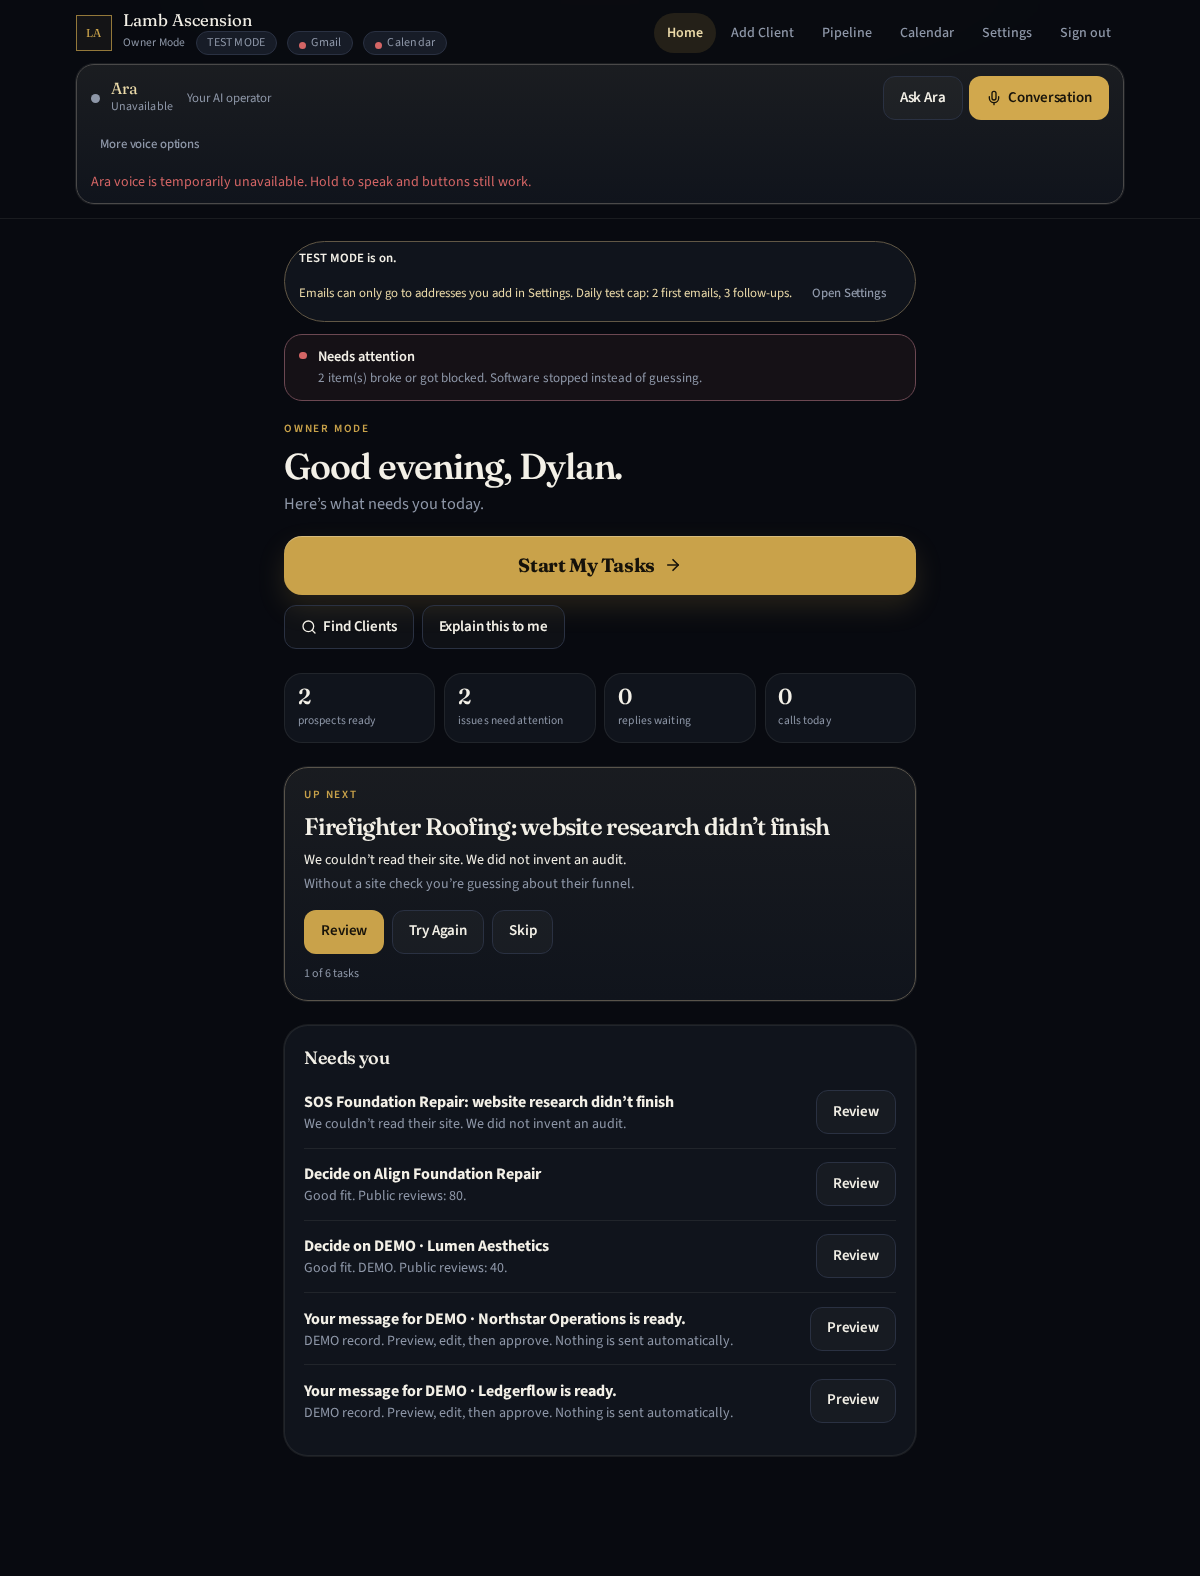 LA
Lamb Ascension
Owner Mode
TEST MODE
Gmail
Calendar
Home
Add Client
Pipeline
Calendar
Settings
Sign out
Ara
Unavailable
Your AI operator
Ask Ara
Conversation
More voice options
Ara voice is temporarily unavailable. Hold to speak and buttons still work.
TEST MODE is on.
Emails can only go to addresses you add in Settings. Daily test cap: 2 first emails, 3 follow-ups.
Open Settings
Needs attention
2 item(s) broke or got blocked. Software stopped instead of guessing.
OWNER MODE
Good evening, Dylan.
Here’s what needs you today.
Start My Tasks
Find Clients
Explain this to me
2
prospects ready
2
issues need attention
0
replies waiting
0
calls today
UP NEXT
Firefighter Roofing: website research didn’t finish
We couldn’t read their site. We did not invent an audit.
Without a site check you’re guessing about their funnel.
Review
Try Again
Skip
1 of 6 tasks
Needs you
SOS Foundation Repair: website research didn’t finish
We couldn’t read their site. We did not invent an audit.
Review
Decide on Align Foundation Repair
Good fit. Public reviews: 80.
Review
Decide on DEMO · Lumen Aesthetics
Good fit. DEMO. Public reviews: 40.
Review
Your message for DEMO · Northstar Operations is ready.
DEMO record. Preview, edit, then approve. Nothing is sent automatically.
Preview
Your message for DEMO · Ledgerflow is ready.
DEMO record. Preview, edit, then approve. Nothing is sent automatically.
Preview